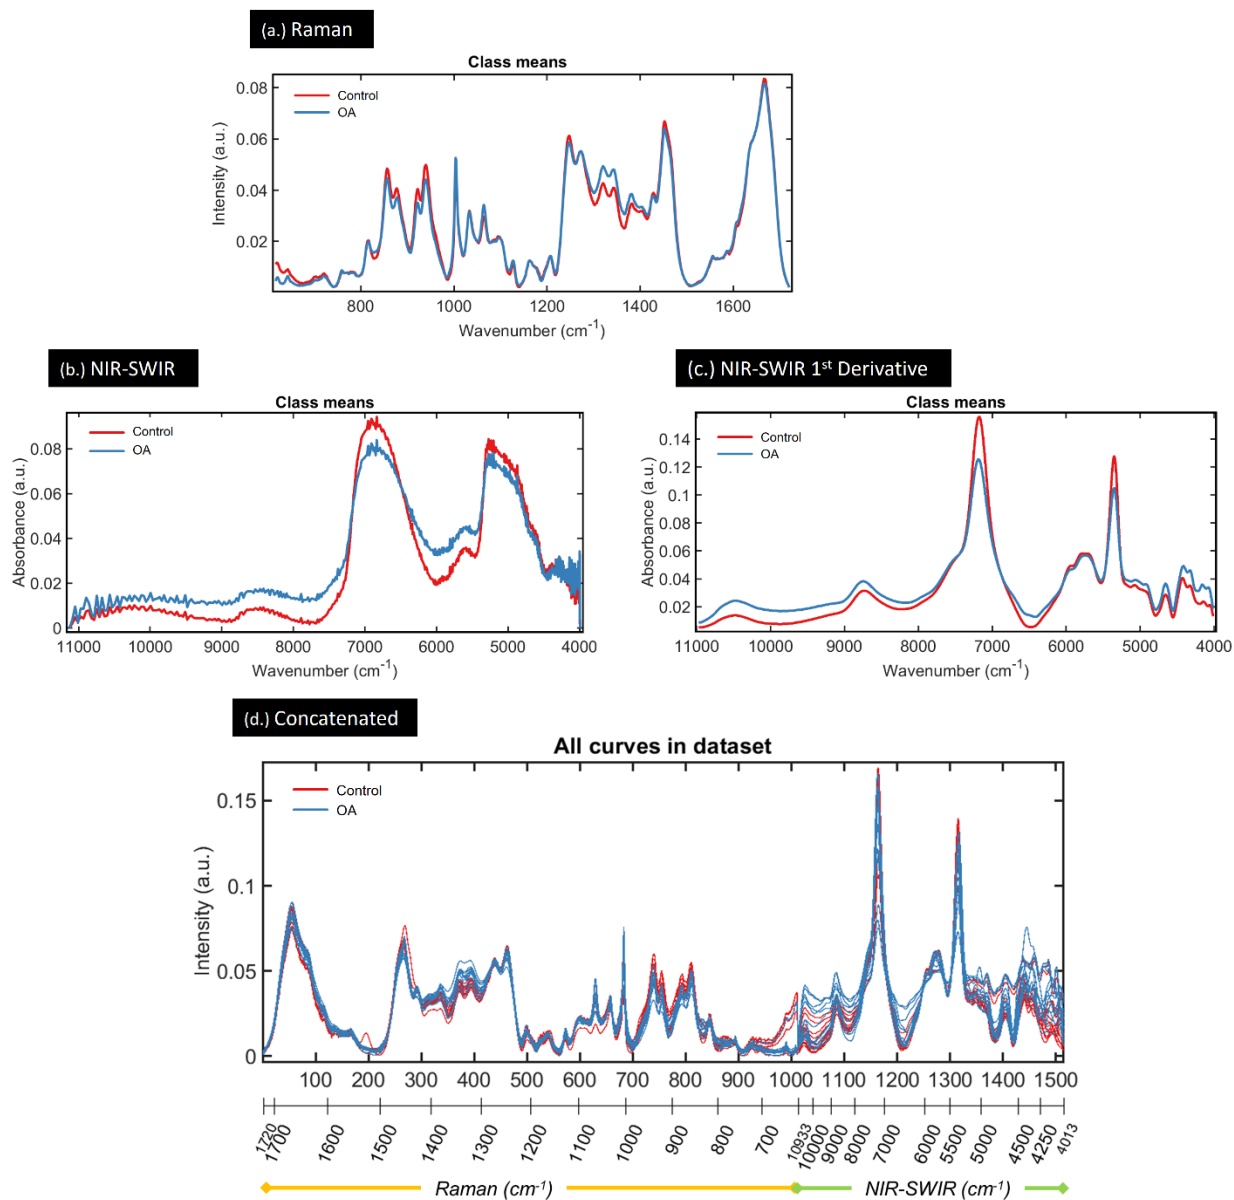 (a.) Raman
Class means
Control
OA
Intensity (a.u.)
0.08
0.06
0.04
0.02
800 1000 1200 1400 1600
Wavenumber (cm-1)
(b.) NIR-SWIR
Class means
Control
OA
Absorbance (a.u.)
0.08
0.06
0.04
0.02
0
11000 10000 9000 8000 7000 6000 5000 4000
Wavenumber (cm-1)
(c.) NIR-SWIR 1st Derivative
Class means
Control
OA
Absorbance (a.u.)
0.14
0.12
0.1
0.08
0.06
0.04
0.02
11000 10000 9000 8000 7000 6000 5000 4000
Wavenumber (cm-1)
(d.) Concatenated
All curves in dataset
Control
OA
Intensity (a.u.)
0.15
0.1
0.05
0
100 200 300 400 500 600 700 800 900 1000 1100 1200 1300 1400 1500
1720 1700 1600 1500 1400 1300 1200 1100 1000 900 800 700 10933 10000 9000 8000 7000 6000 5500 5000 4500 4250 4013
Raman (cm-1) NIR-SWIR (cm-1)